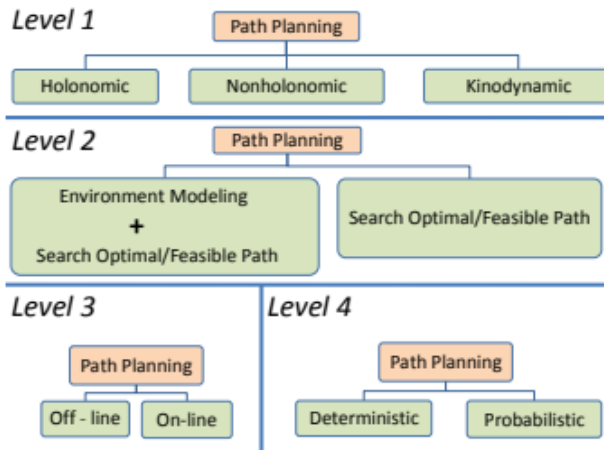 Level 1
Path Planning
Holonomic
Nonholonomic
Kinodynamic
Level 2
Path Planning
Environment Modeling
+
Search Optimal/Feasible Path
Search Optimal/Feasible Path
Level 3
Path Planning
Off - line
On-line
Level 4
Path Planning
Deterministic
Probabilistic